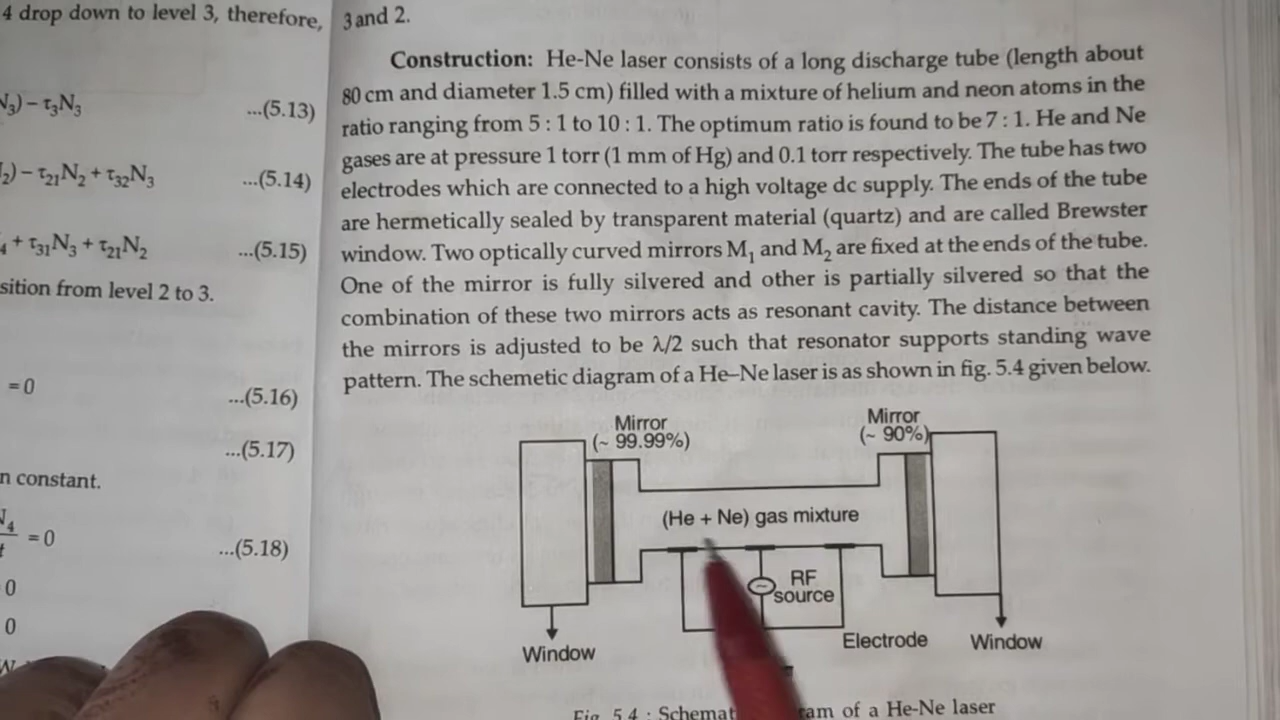 4 drop down to level 3, therefore,
N₃) – τ₃N₃ ...(5.13)
₂) – τ₂₁N₂ + τ₃₂N₃ ...(5.14)
₄ + τ₃₁N₃ + τ₂₁N₂ ...(5.15)
sition from level 2 to 3.
= 0 ...(5.16)
...(5.17)
n constant.
N₄
= 0 ...(5.18)
t
0
0
3 and 2.
Construction: He-Ne laser consists of a long discharge tube (length about
80 cm and diameter 1.5 cm) filled with a mixture of helium and neon atoms in the
ratio ranging from 5 : 1 to 10 : 1. The optimum ratio is found to be 7 : 1. He and Ne
gases are at pressure 1 torr (1 mm of Hg) and 0.1 torr respectively. The tube has two
electrodes which are connected to a high voltage dc supply. The ends of the tube
are hermetically sealed by transparent material (quartz) and are called Brewster
window. Two optically curved mirrors M₁ and M₂ are fixed at the ends of the tube.
One of the mirror is fully silvered and other is partially silvered so that the
combination of these two mirrors acts as resonant cavity. The distance between
the mirrors is adjusted to be λ/2 such that resonator supports standing wave
pattern. The schemetic diagram of a He–Ne laser is as shown in fig. 5.4 given below.
Mirror
(~ 99.99%)
Mirror
(~ 90%)
(He + Ne) gas mixture
~
RF
source
Electrode
Window
Window
Fig. 5.4 : Schemat ram of a He-Ne laser